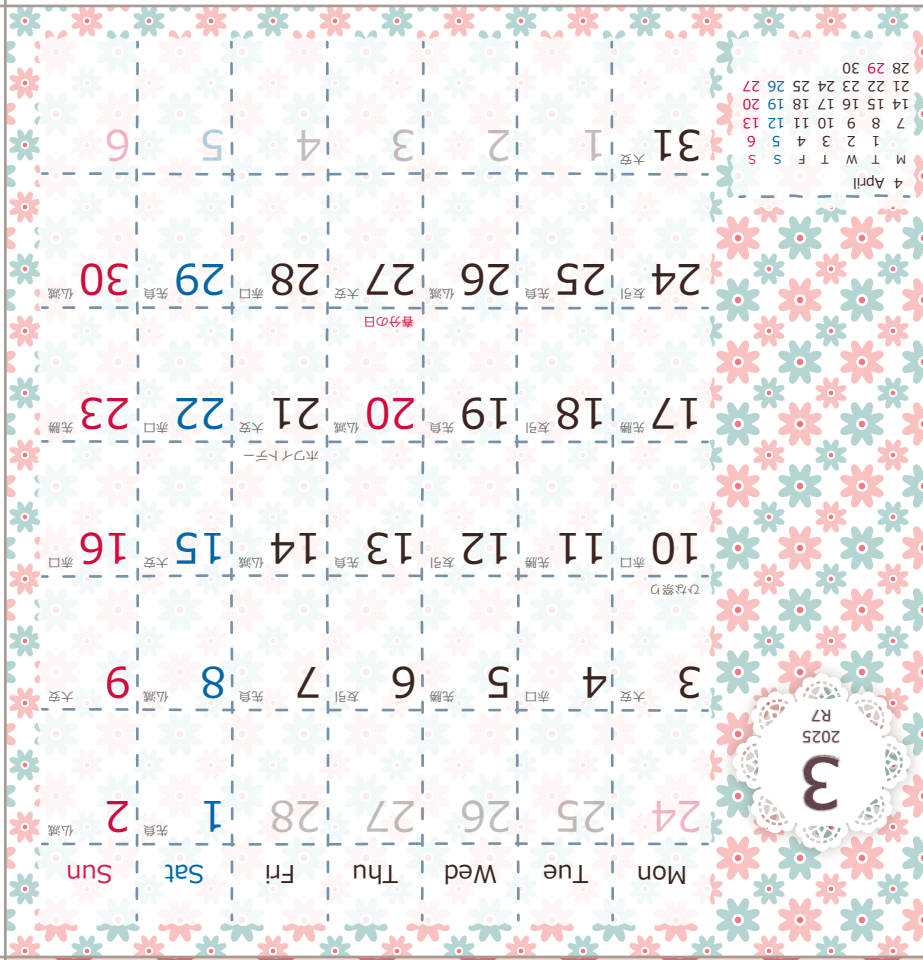 3
2025
R7
Mon Tue Wed Thu Fri Sat Sun
24 25 26 27 28 1 先負 2 仏滅
3 大安 4 赤口 5 先勝 6 友引 7 先負 8 仏滅 9 大安
ひな祭り
10 赤口 11 先勝 12 友引 13 先負 14 仏滅 15 大安 16 赤口
ホワイトデー
17 先勝 18 友引 19 先負 20 仏滅 21 大安 22 赤口 23 先勝
春分の日
24 友引 25 先負 26 仏滅 27 大安 28 赤口 29 先負 30 仏滅
31 大安 1 2 3 4 5 6
4 April
M T W T F S S
1 2 3 4 5 6
7 8 9 10 11 12 13
14 15 16 17 18 19 20
21 22 23 24 25 26 27
28 29 30